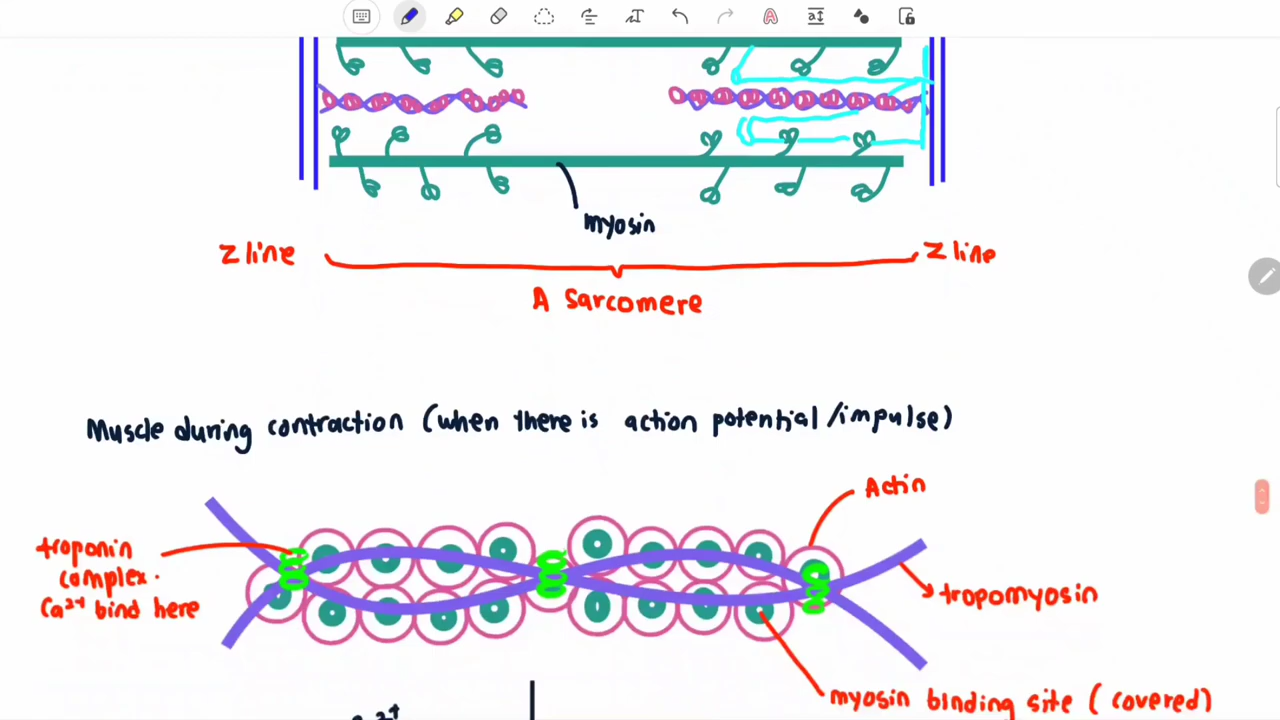 myosin
Z line
Z line
A sarcomere
Muscle during contraction (when there is action potential /impulse)
Actin
troponin
complex.
Ca²⁺ bind here
tropomyosin
myosin binding site (covered)